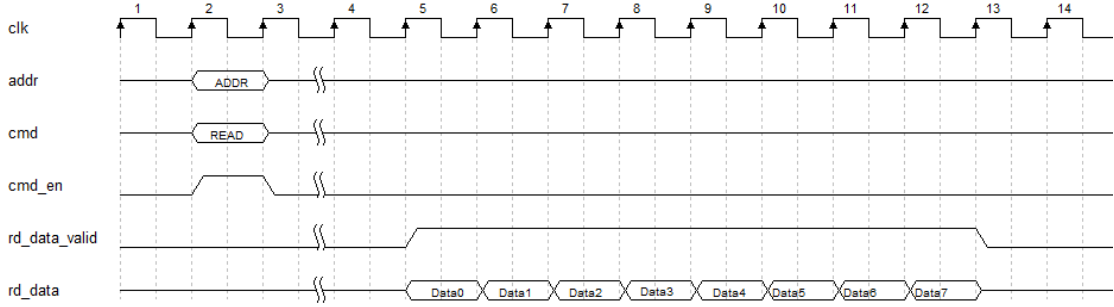 1 2 3 4 5 6 7 8 9 10 11 12 13 14
clk
addr ADDR
cmd READ
cmd_en
rd_data_valid
rd_data Data0 Data1 Data2 Data3 Data4 Data5 Data6 Data7